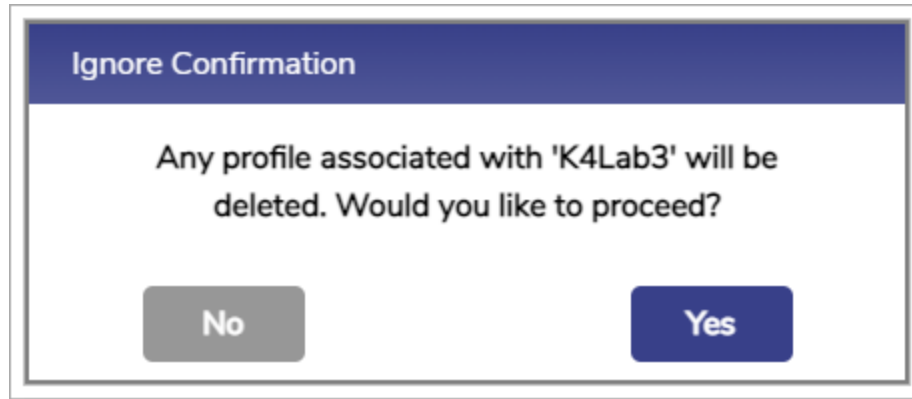 Ignore Confirmation
Any profile associated with 'K4Lab3' will be
deleted. Would you like to proceed?
No
Yes